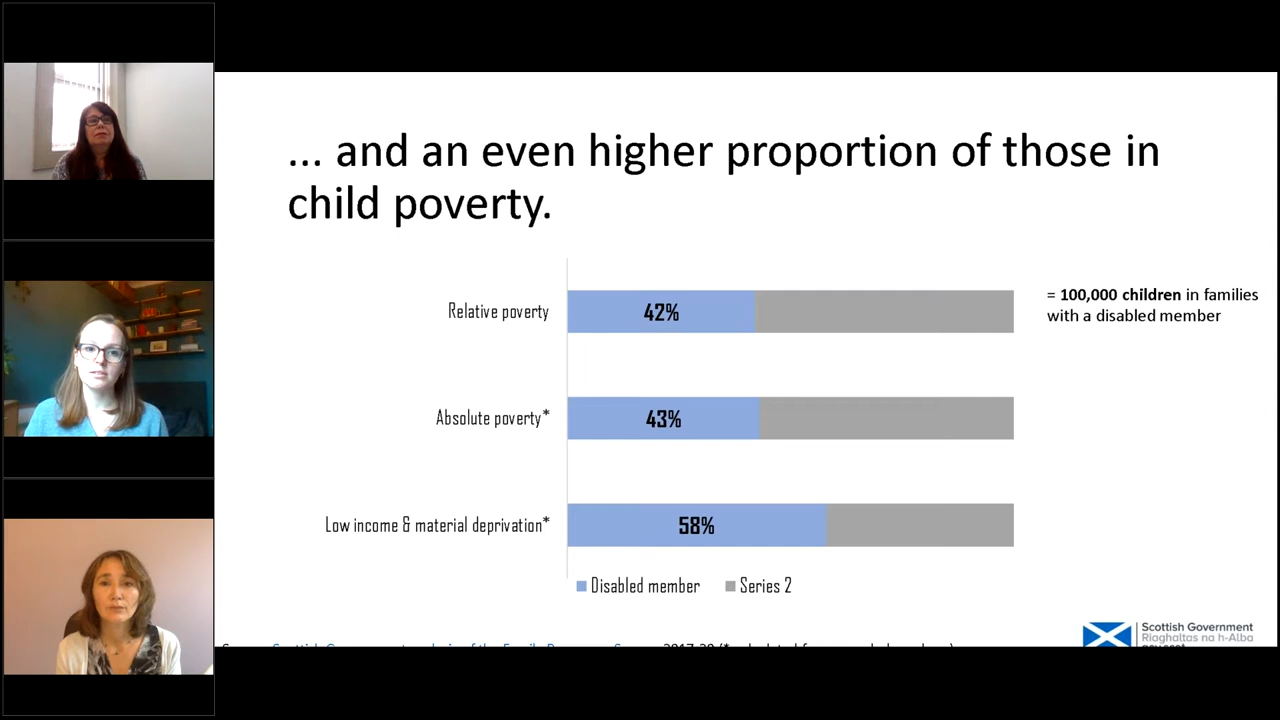 ... and an even higher proportion of those in
child poverty.
Relative poverty
42%
= 100,000 children in families
with a disabled member
Absolute poverty*
43%
Low income & material deprivation*
58%
Disabled member
Series 2
Scottish Government
Riaghaltas na h-Alba